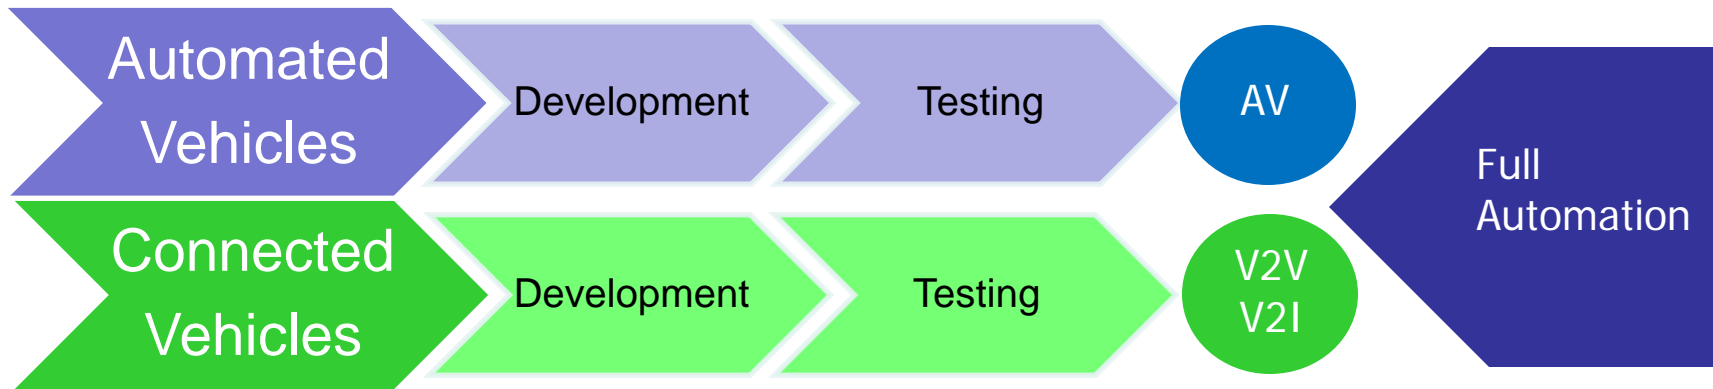 Automated
Vehicles
Development
Testing
AV
Connected
Vehicles
Development
Testing
V2V
V2I
Full
Automation